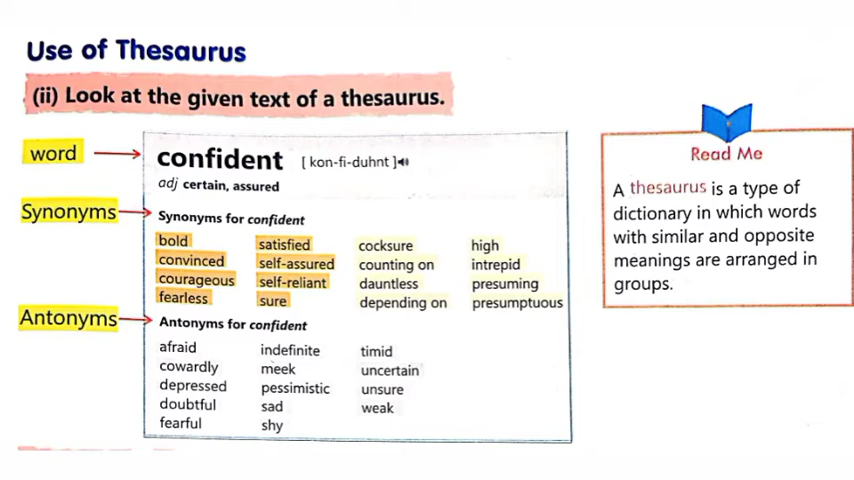 Use of Thesaurus
(ii) Look at the given text of a thesaurus.
word
confident [ kon-fi-duhnt ]
adj certain, assured
Synonyms
Synonyms for confident
bold satisfied cocksure high
convinced self-assured counting on intrepid
courageous self-reliant dauntless presuming
fearless sure depending on presumptuous
Antonyms
Antonyms for confident
afraid indefinite timid
cowardly meek uncertain
depressed pessimistic unsure
doubtful sad weak
fearful shy
Read Me
A thesaurus is a type of
dictionary in which words
with similar and opposite
meanings are arranged in
groups.